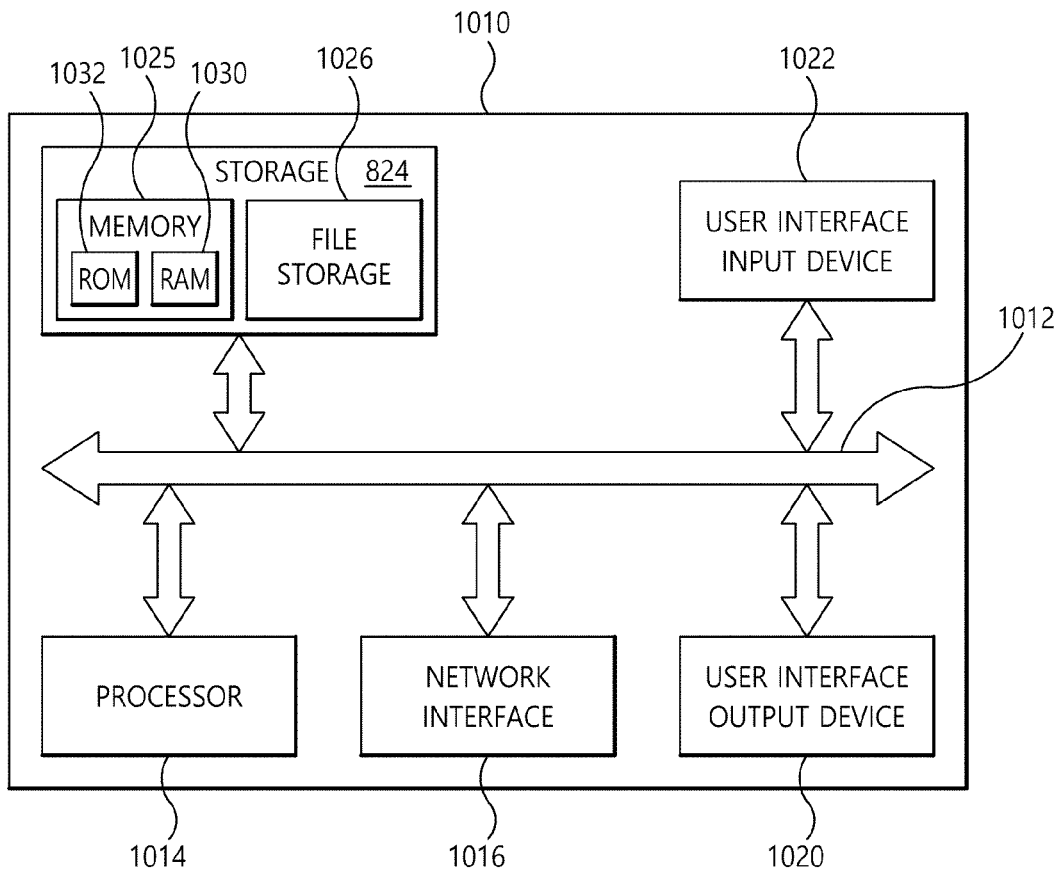 1010
1025
1026
1022
1032
1030
STORAGE 824
MEMORY
ROM
RAM
FILE
STORAGE
USER INTERFACE
INPUT DEVICE
1012
PROCESSOR
NETWORK
INTERFACE
USER INTERFACE
OUTPUT DEVICE
1014
1016
1020